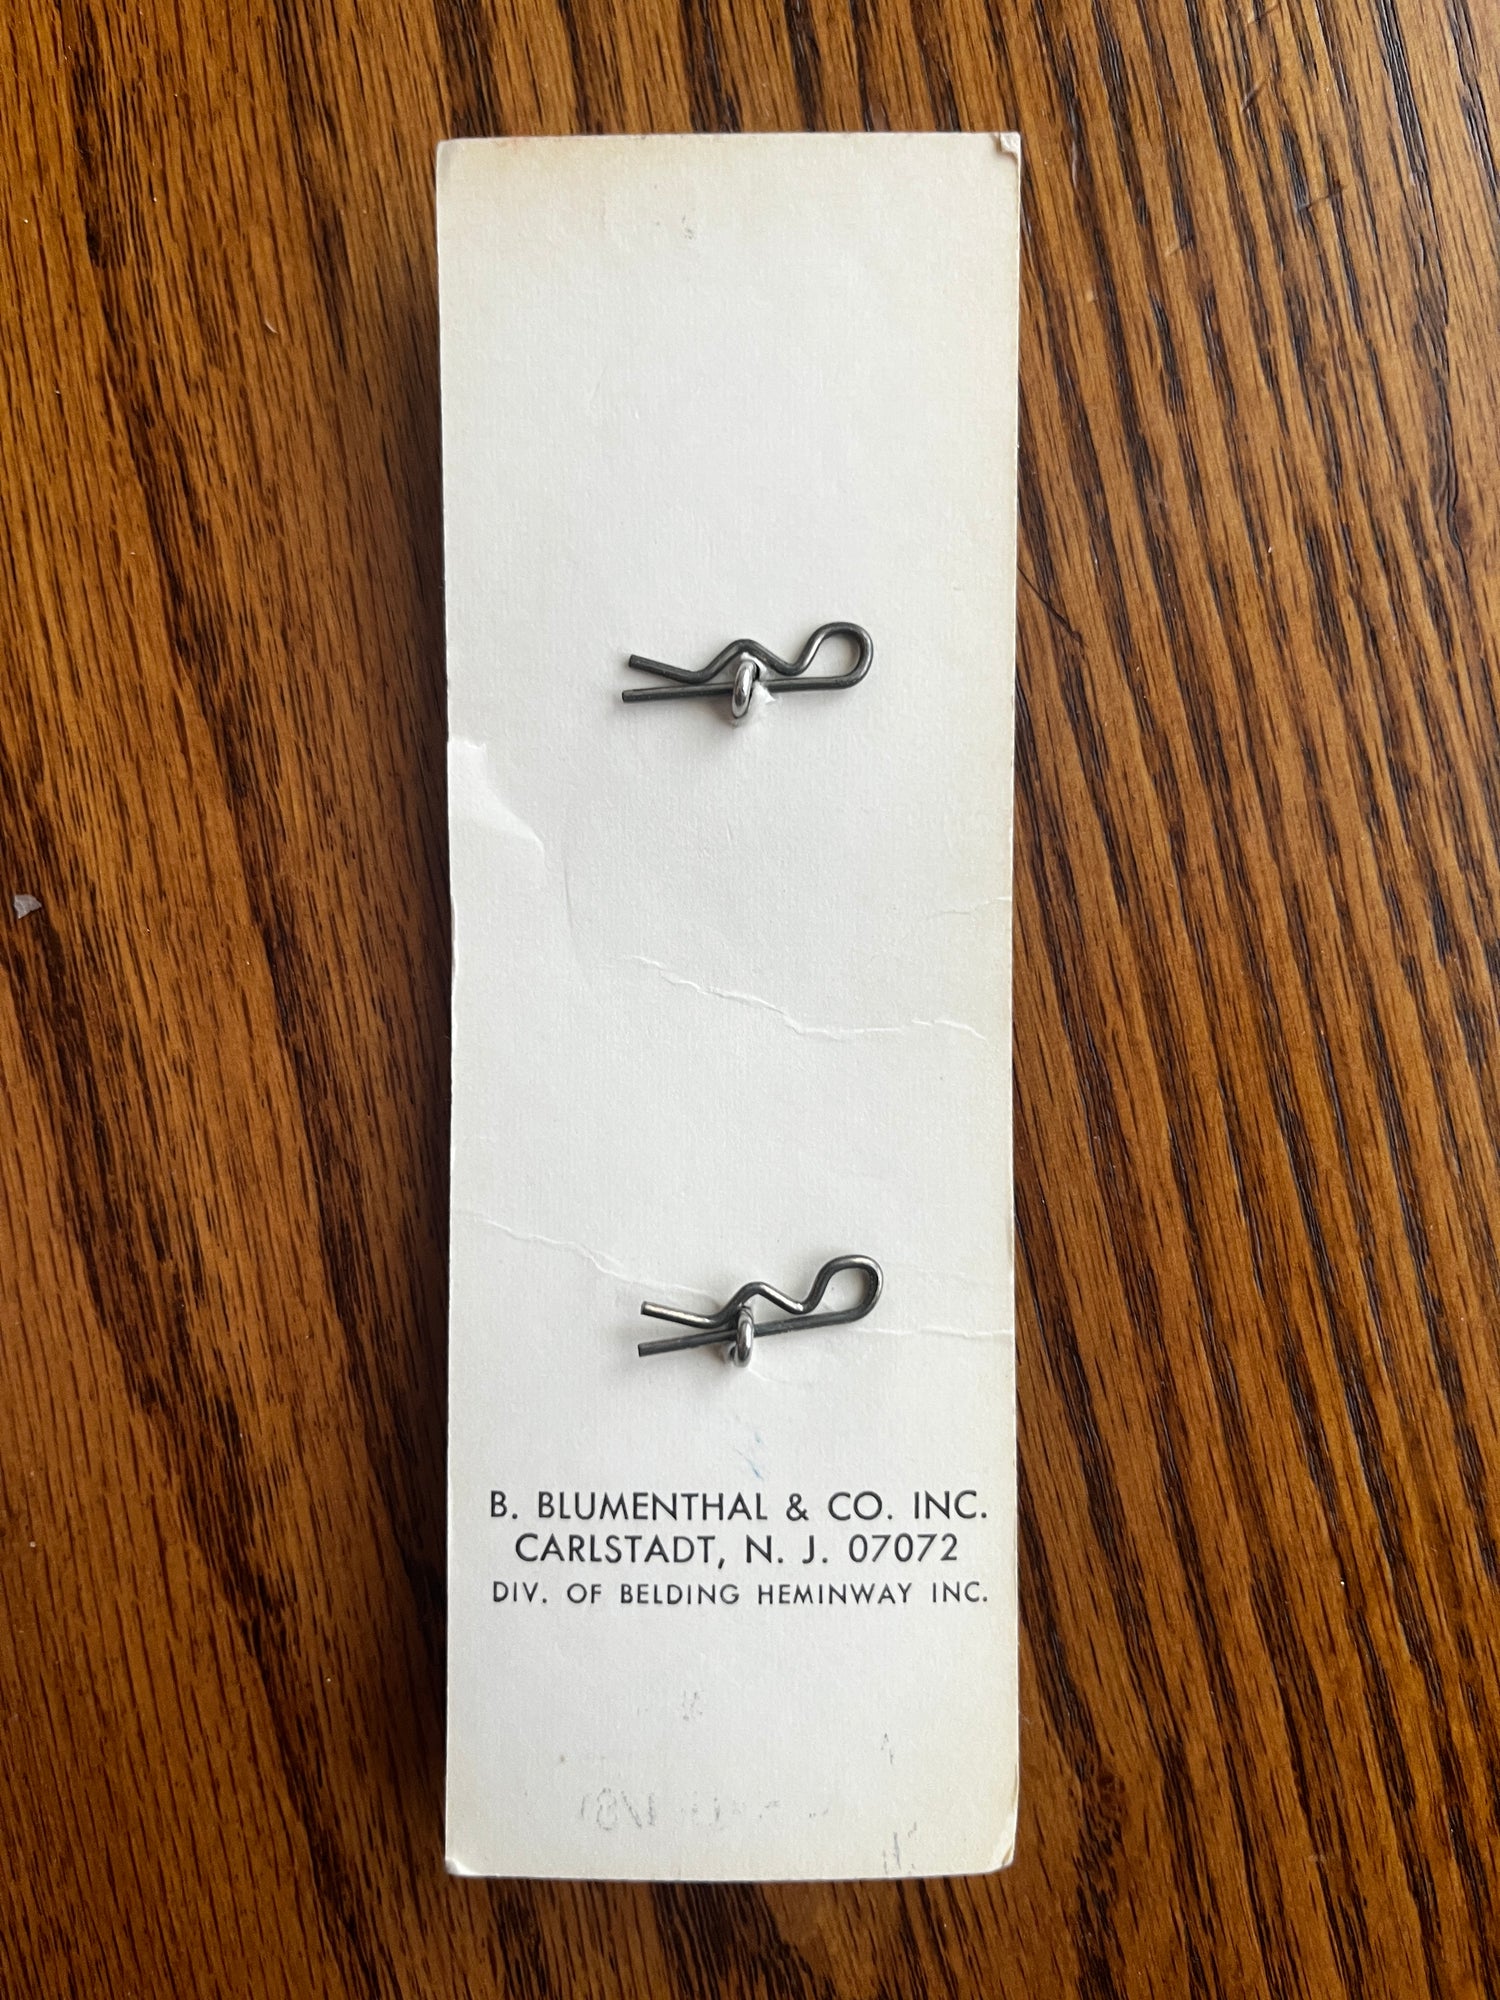 B. BLUMENTHAL & CO. INC.
CARLSTADT, N. J. 07072
DIV. OF BELDING HEMINWAY INC.